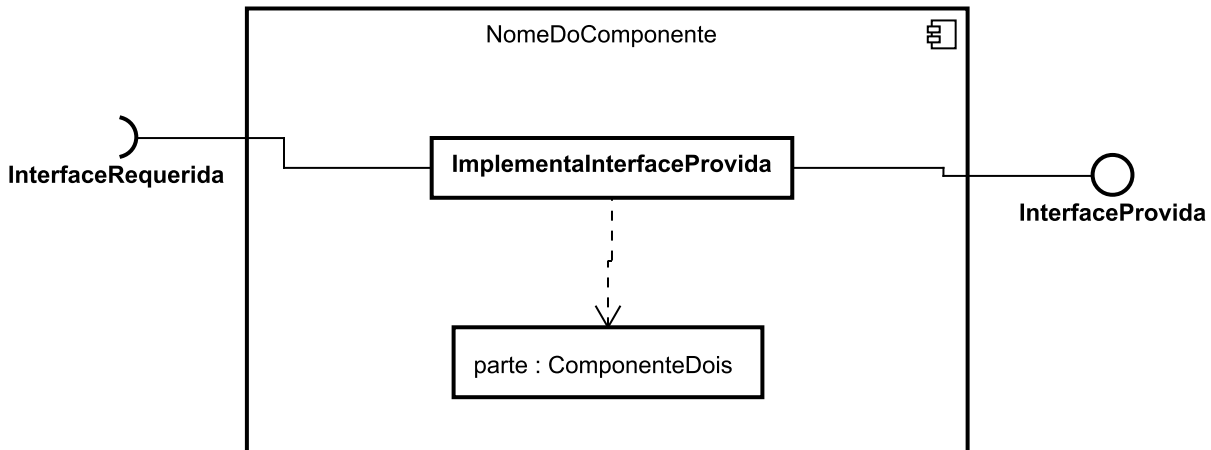 NomeDoComponente
InterfaceRequerida
ImplementaInterfaceProvida
InterfaceProvida
parte : ComponenteDois